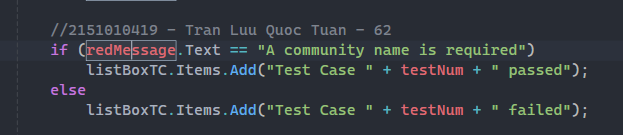 //2151010419 - Tran Luu Quoc Tuan - 62
if (redMessage.Text == "A community name is required")
listBoxTC.Items.Add("Test Case " + testNum + " passed");
else
listBoxTC.Items.Add("Test Case " + testNum + " failed");